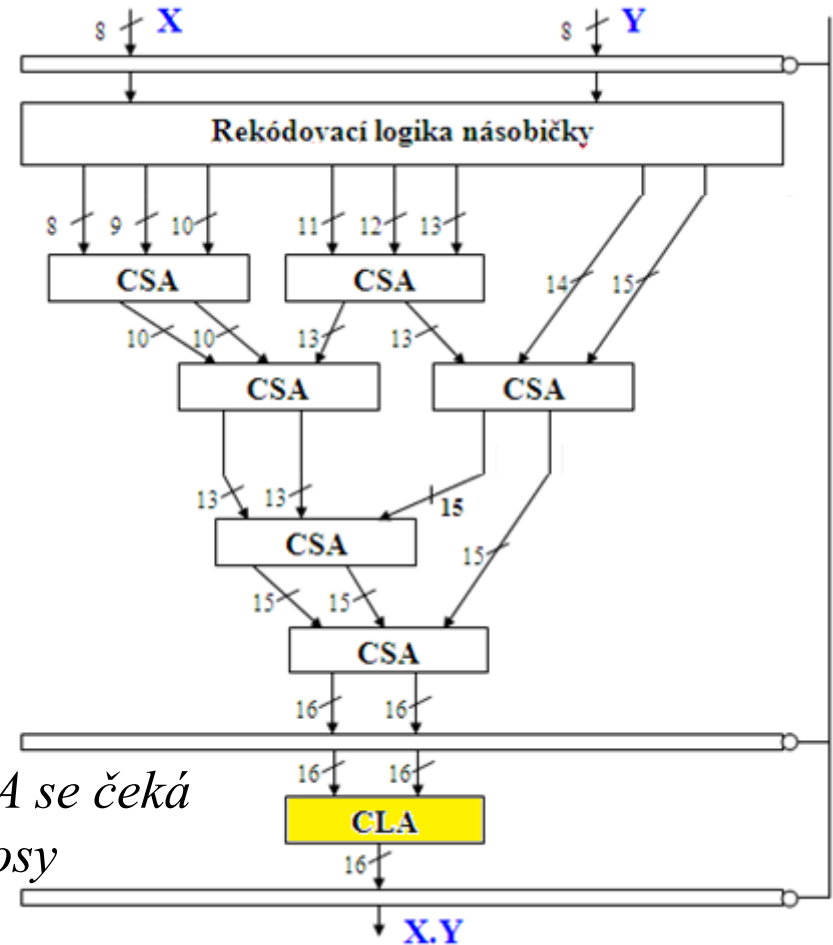 8 X 8 Y
Rekódovací logika násobičky
8 9 10 11 12 13
CSA CSA 14 15
10 10 13 13
CSA CSA
13 13 15
CSA 15
15 15
CSA
16 16
16 16
A se čeká
CLA
osy
16
X.Y